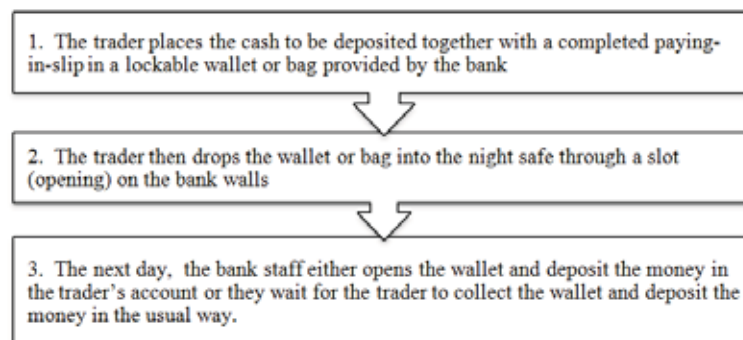 1. The trader places the cash to be deposited together with a completed paying-
in-slip in a lockable wallet or bag provided by the bank
2. The trader then drops the wallet or bag into the night safe through a slot
(opening) on the bank walls
3. The next day, the bank staff either opens the wallet and deposit the money in
the trader's account or they wait for the trader to collect the wallet and deposit the
money in the usual way.